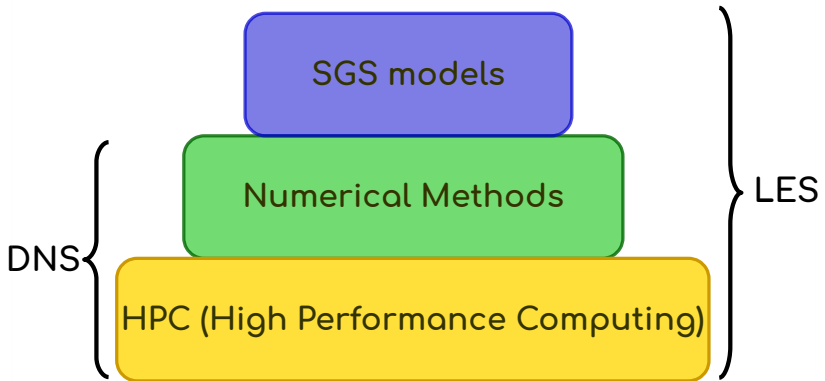 SGS models
Numerical Methods
LES
DNS
HPC (High Performance Computing)